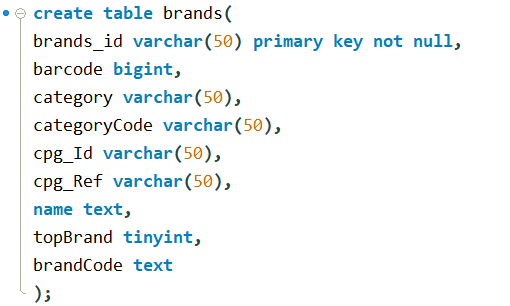 create table brands(
brands_id varchar(50) primary key not null,
barcode bigint,
category varchar(50),
categoryCode varchar(50),
cpg_Id varchar(50),
cpg_Ref varchar(50),
name text,
topBrand tinyint,
brandCode text
);